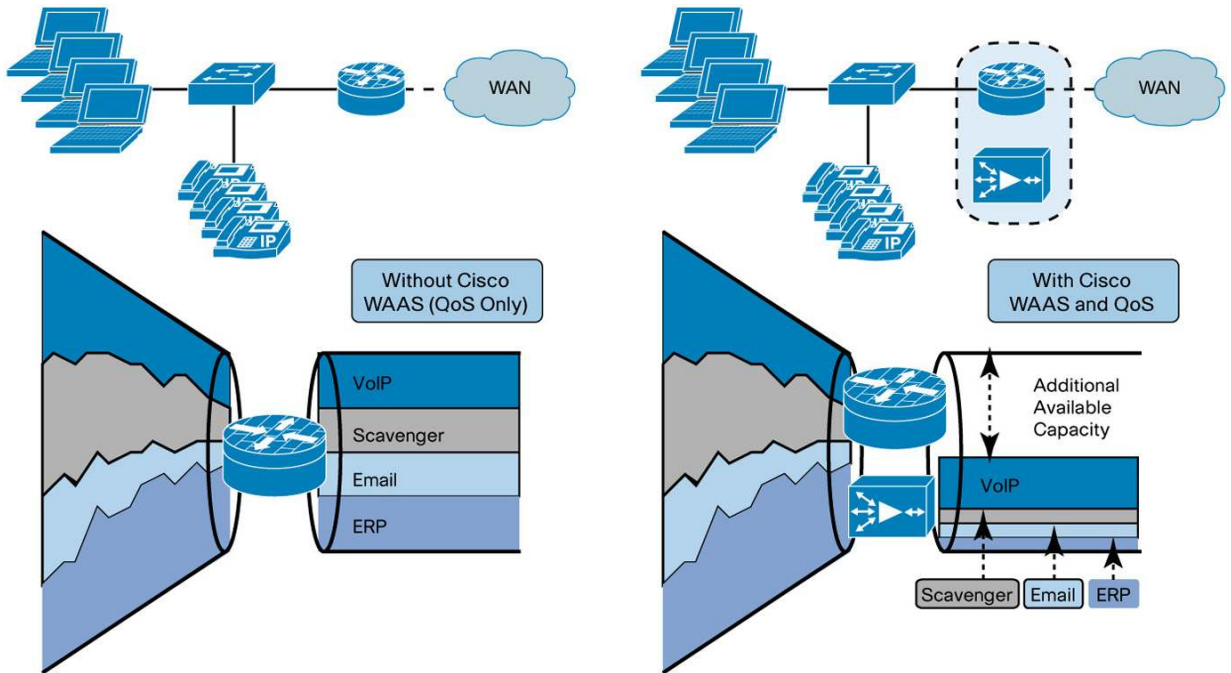 WAN
IP
Without Cisco
WAAS (QoS Only)
VoIP
Scavenger
Email
ERP
WAN
IP
With Cisco
WAAS and QoS
Additional
Available
Capacity
VoIP
Scavenger
Email
ERP